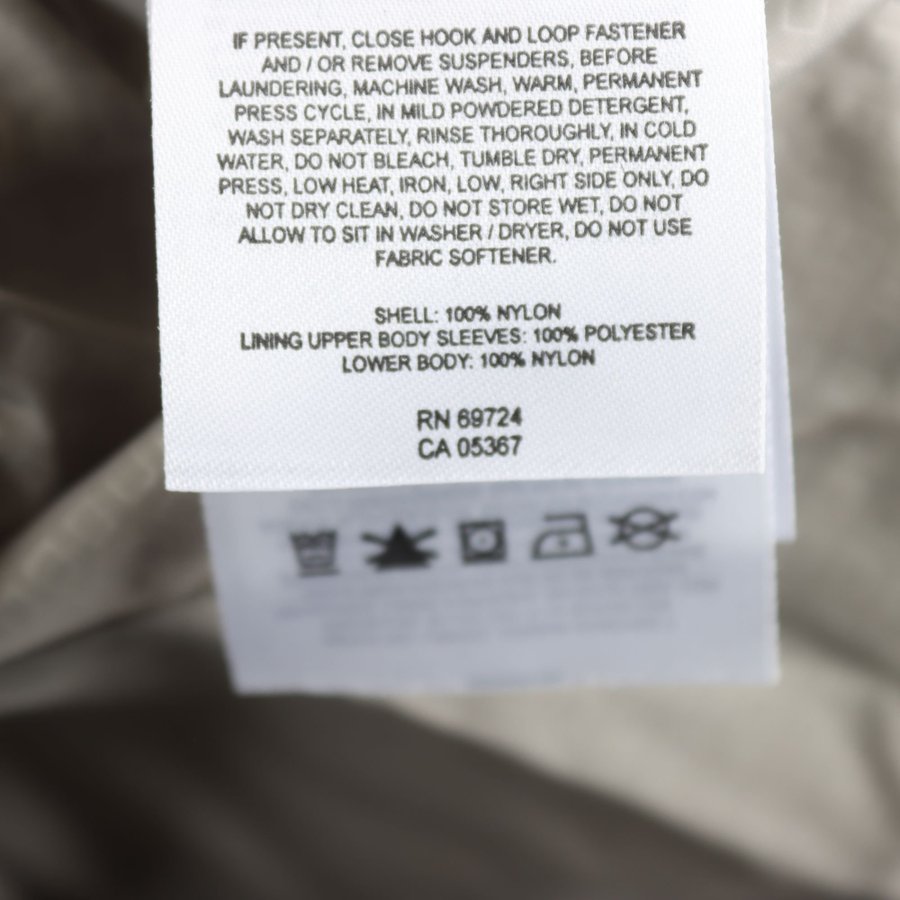 IF PRESENT, CLOSE HOOK AND LOOP FASTENER
AND / OR REMOVE SUSPENDERS, BEFORE
LAUNDERING, MACHINE WASH, WARM, PERMANENT
PRESS CYCLE, IN MILD POWDERED DETERGENT,
WASH SEPARATELY, RINSE THOROUGHLY, IN COLD
WATER, DO NOT BLEACH, TUMBLE DRY, PERMANENT
PRESS, LOW HEAT, IRON, LOW, RIGHT SIDE ONLY, DO
NOT DRY CLEAN, DO NOT STORE WET, DO NOT
ALLOW TO SIT IN WASHER / DRYER, DO NOT USE
FABRIC SOFTENER.
SHELL: 100% NYLON
LINING UPPER BODY SLEEVES: 100% POLYESTER
LOWER BODY: 100% NYLON
RN 69724
CA 05367